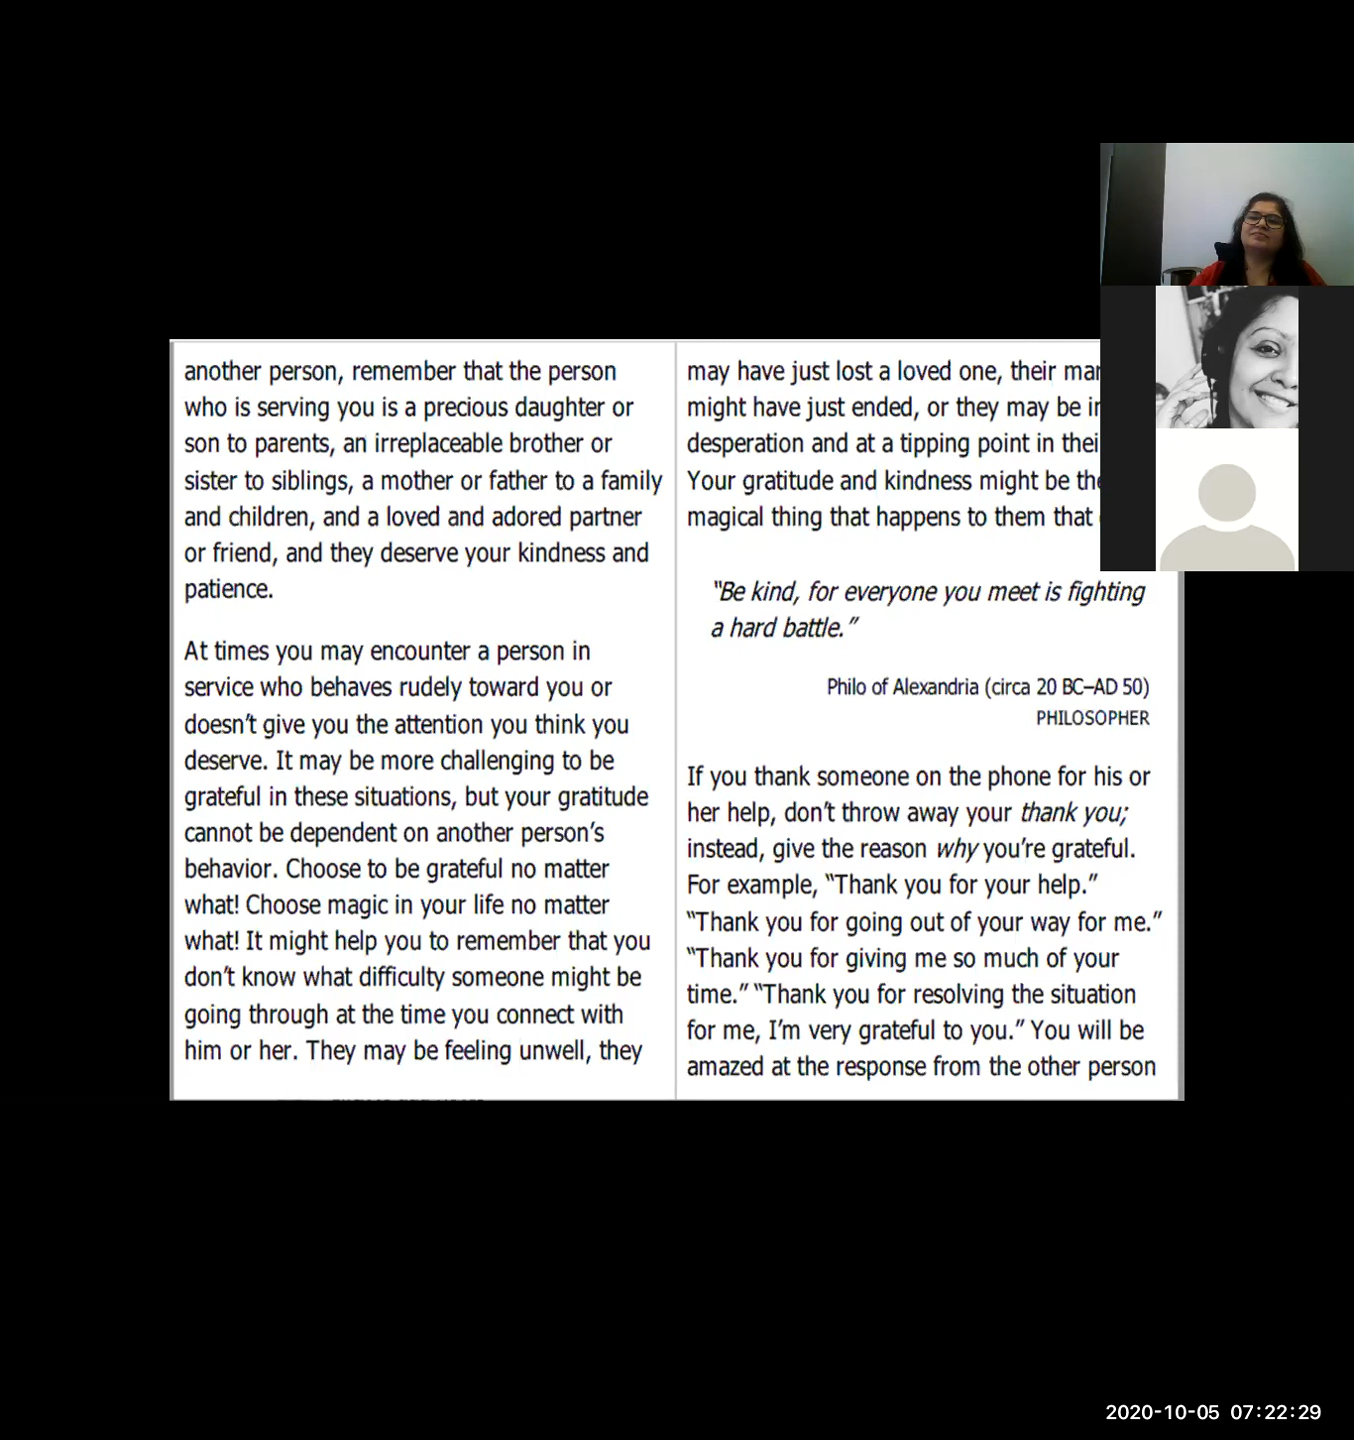 another person, remember that the person
who is serving you is a precious daughter or
son to parents, an irreplaceable brother or
sister to siblings, a mother or father to a family
and children, and a loved and adored partner
or friend, and they deserve your kindness and
patience.
At times you may encounter a person in
service who behaves rudely toward you or
doesn’t give you the attention you think you
deserve. It may be more challenging to be
grateful in these situations, but your gratitude
cannot be dependent on another person’s
behavior. Choose to be grateful no matter
what! Choose magic in your life no matter
what! It might help you to remember that you
don’t know what difficulty someone might be
going through at the time you connect with
him or her. They may be feeling unwell, they
may have just lost a loved one, their
might have just ended, or they may be
desperation and at a tipping point in
Your gratitude and kindness might be
magical thing that happens to them that
“Be kind, for everyone you meet is fighting
a hard battle.”
Philo of Alexandria (circa 20 BC–AD 50)
PHILOSOPHER
If you thank someone on the phone for his or
her help, don’t throw away your thank you;
instead, give the reason why you’re grateful.
For example, “Thank you for your help.”
“Thank you for going out of your way for me.”
“Thank you for giving me so much of your
time.” “Thank you for resolving the situation
for me, I’m very grateful to you.” You will be
amazed at the response from the other person
2020-10-05 07:22:29